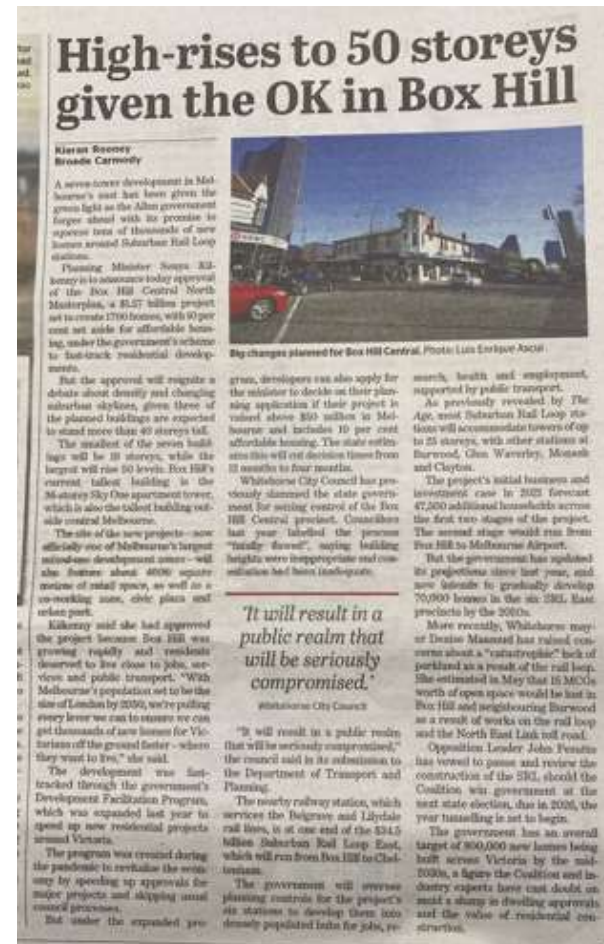 High-rises to 50 storeys
given the OK in Box Hill
Kieran Rooney
Broede Carmody
A seven-tower development in Mel-
bourne's east has been given the
green light as the Allan government
forges ahead with its promise to
squeeze tens of thousands of new
homes around Suburban Rail Loop
stations.
Planning Minister Sonya Kil-
kenny is to announce today approval
of the Box Hill Central North
Masterplan, a $1.57 billion project
set to create 1700 homes, with 10 per
cent set aside for affordable hous-
ing, under the government's scheme
to fast-track residential develop-
ments.
But the approval will reignite a
debate about density and changing
suburban skylines, given three of
the planned buildings are expected
to stand more than 40 storeys tall.
The smallest of the seven build-
ings will be 19 storeys, while the
largest will rise 50 levels. Box Hill's
current tallest building is the
36-storey Sky One apartment tower,
which is also the tallest building out-
side central Melbourne.
The site of the new projects – now
officially one of Melbourne's largest
mixed-use development zones – will
also feature about square
metres of retail space, as well as a
co-working zone, civic plaza and
urban park.
Kilkenny said she had approved
the project because Box Hill was
growing rapidly and residents
deserved to live close to jobs, ser-
vices and public transport. "With
Melbourne's population set to be the
size of London by 2050, we're pulling
every lever we can to ensure we can
get thousands of new homes for Vic-
torians off the ground faster – where
they want to live," she said.
The development was fast-
tracked through the government's
Development Facilitation Program,
which was expanded last year to
speed up new residential projects
around Victoria.
The program was created during
the pandemic to revitalise the econ-
omy by speeding up approvals for
major projects and skipping usual
council processes.
But under the expanded pro-
Big changes planned for Box Hill Central. Photo: Luis Enrique Ascui
gram, developers can also apply for
the minister to decide on their plan-
ning application if their project is
valued above $50 million in Mel-
bourne and includes 10 per cent
affordable housing. The state estim-
ates this will cut decision times from
12 months to four months.
Whitehorse City Council has pre-
viously slammed the state govern-
ment for seizing control of the Box
Hill Central precinct. Councillors
last year labelled the process
"fatally flawed", saying building
heights were inappropriate and con-
sultation had been inadequate.
'It will result in a
public realm that
will be seriously
compromised.'
Whitehorse City Council
"It will result in a public realm
that will be seriously compromised,"
the council said in its submission to
the Department of Transport and
Planning.
The nearby railway station, which
services the Belgrave and Lilydale
rail lines, is at one end of the $34.5
billion Suburban Rail Loop East,
which will run from Box Hill to Chel-
tenham.
The government will oversee
planning controls for the project's
six stations to develop them into
densely populated hubs for jobs, re-
search, health and employment,
supported by public transport.
As previously revealed by The
Age, most Suburban Rail Loop sta-
tions will accommodate towers of up
to 25 storeys, with other stations at
Burwood, Glen Waverley, Monash
and Clayton.
The project's initial business and
investment case in 2021 forecast
47,500 additional households across
the first two stages of the project.
The second stage would run from
Box Hill to Melbourne Airport.
But the government has updated
its projections since last year, and
now intends to gradually develop
70,000 homes in the six SRL East
precincts by the 2050s.
More recently, Whitehorse may-
or Denise Massoud has raised con-
cerns about a "catastrophic" lack of
parkland as a result of the rail loop.
She estimated in May that 15 MCGs
worth of open space would be lost in
Box Hill and neighbouring Burwood
as a result of works on the rail loop
and the North East Link toll road.
Opposition Leader John Pesutto
has vowed to pause and review the
construction of the SRL, should the
Coalition win government at the
next state election, due in 2026, the
year tunnelling is set to begin.
The government has an overall
target of 800,000 new homes being
built across Victoria by the mid-
2030s, a figure the Coalition and in-
dustry experts have cast doubt on
amid a slump in dwelling approvals
and the value of residential con-
struction.